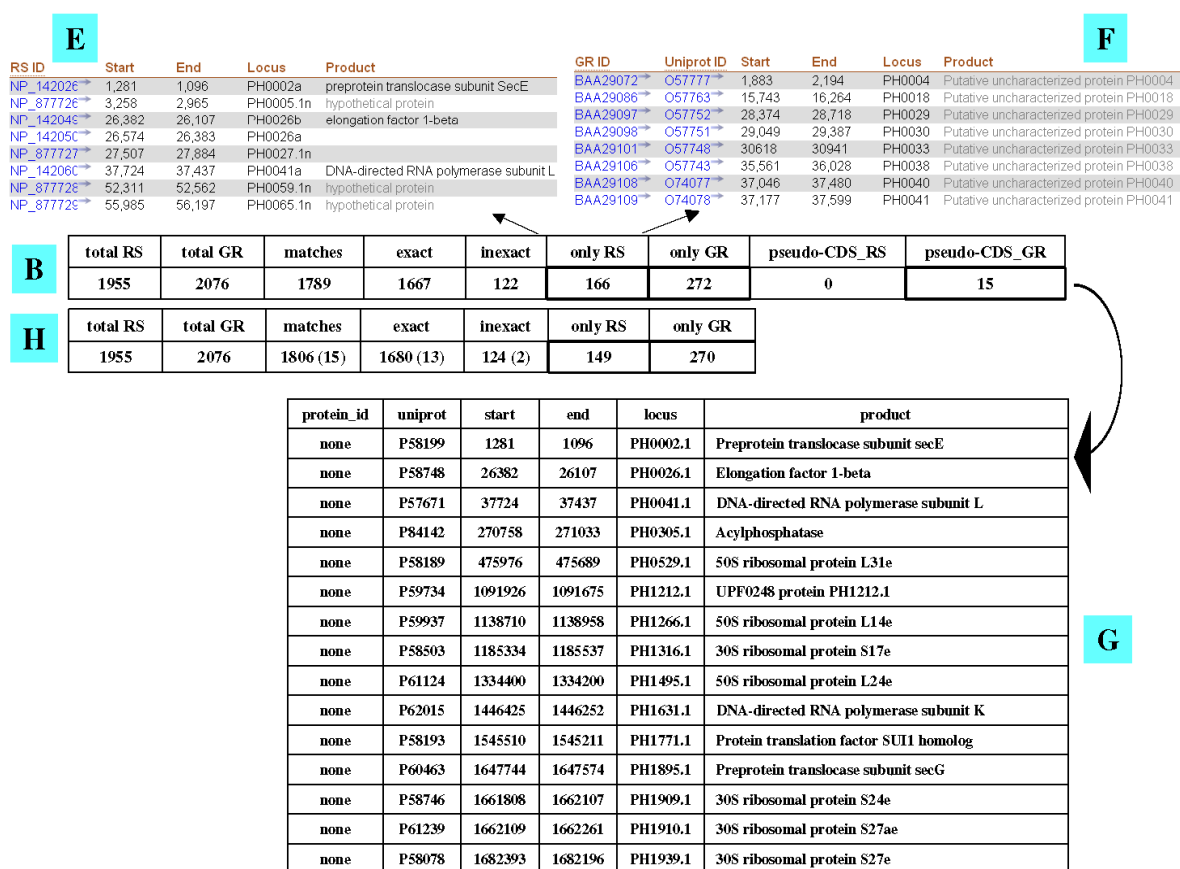 E
F
RS ID Start End Locus Product
NP_142026 1,281 1,096 PH0002a preprotein translocase subunit SecE
NP_877726 3,258 2,965 PH0005.1n hypothetical protein
NP_142049 26,382 26,107 PH0026b elongation factor 1-beta
NP_142050 26,574 26,383 PH0026a
NP_877727 27,507 27,884 PH0027.1n
NP_142060 37,724 37,437 PH0041a DNA-directed RNA polymerase subunit L
NP_877728 52,311 52,562 PH0059.1n hypothetical protein
NP_877729 55,985 56,197 PH0065.1n hypothetical protein
GR ID Uniprot ID Start End Locus Product
BAA29072 O57777 1,883 2,194 PH0004 Putative uncharacterized protein PH0004
BAA29086 O57763 15,743 16,264 PH0018 Putative uncharacterized protein PH0018
BAA29097 O57752 28,374 28,718 PH0029 Putative uncharacterized protein PH0029
BAA29098 O57751 29,049 29,387 PH0030 Putative uncharacterized protein PH0030
BAA29101 O57748 30618 30941 PH0033 Putative uncharacterized protein PH0033
BAA29106 O57743 35,561 36,028 PH0038 Putative uncharacterized protein PH0038
BAA29108 O74077 37,046 37,480 PH0040 Putative uncharacterized protein PH0040
BAA29109 O74078 37,177 37,599 PH0041 Putative uncharacterized protein PH0041
B
total RS total GR matches exact inexact only RS only GR pseudo-CDS_RS pseudo-CDS_GR
1955 2076 1789 1667 122 166 272 0 15
H
total RS total GR matches exact inexact only RS only GR
1955 2076 1806 (15) 1680 (13) 124 (2) 149 270
protein_id uniprot start end locus product
none P58199 1281 1096 PH0002.1 Preprotein translocase subunit secE
none P58748 26382 26107 PH0026.1 Elongation factor 1-beta
none P57671 37724 37437 PH0041.1 DNA-directed RNA polymerase subunit L
none P84142 270758 271033 PH0305.1 Acylphosphatase
none P58189 475976 475689 PH0529.1 50S ribosomal protein L31e
none P59734 1091926 1091675 PH1212.1 UPF0248 protein PH1212.1
none P59937 1138710 1138958 PH1266.1 50S ribosomal protein L14e
none P58503 1185334 1185537 PH1316.1 30S ribosomal protein S17e
none P61124 1334400 1334200 PH1495.1 50S ribosomal protein L24e
none P62015 1446425 1446252 PH1631.1 DNA-directed RNA polymerase subunit K
none P58193 1545510 1545211 PH1771.1 Protein translation factor SUI1 homolog
none P60463 1647744 1647574 PH1895.1 Preprotein translocase subunit secG
none P58746 1661808 1662107 PH1909.1 30S ribosomal protein S24e
none P61239 1662109 1662261 PH1910.1 30S ribosomal protein S27ae
none P58078 1682393 1682196 PH1939.1 30S ribosomal protein S27e
G